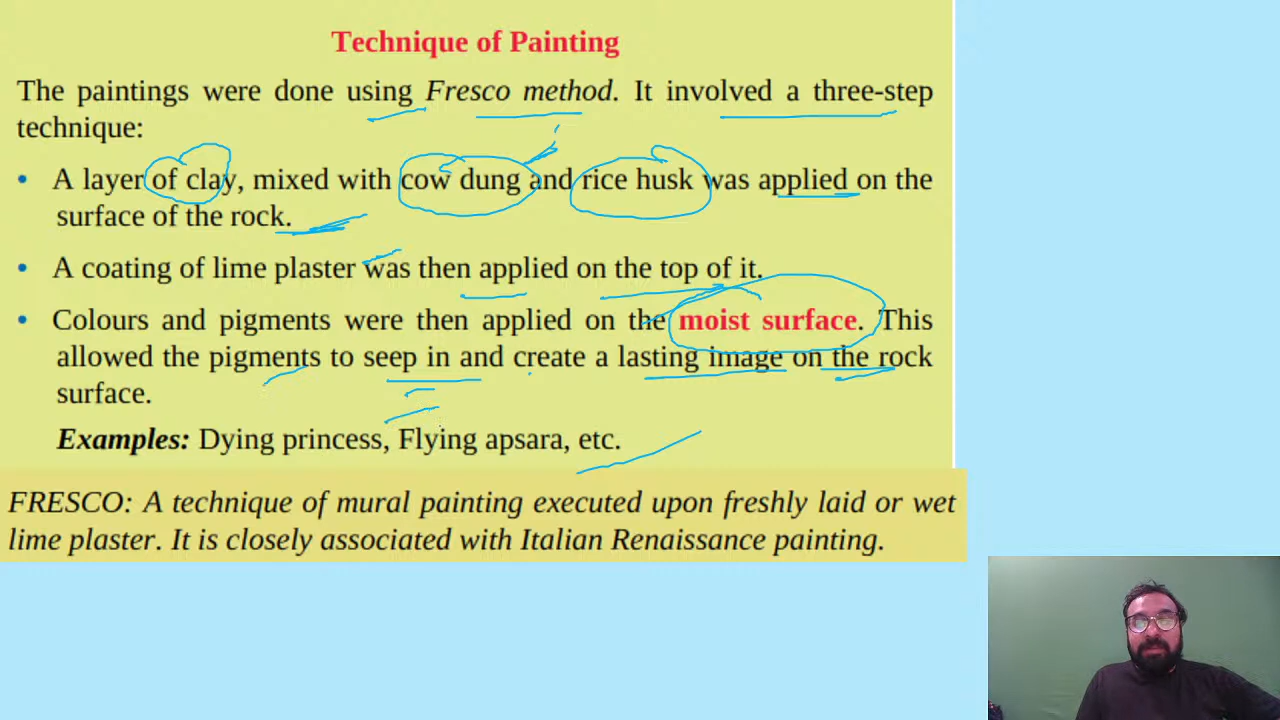 Technique of Painting
The paintings were done using Fresco method. It involved a three-step
technique:
• A layer of clay, mixed with cow dung and rice husk was applied on the
surface of the rock.
• A coating of lime plaster was then applied on the top of it.
• Colours and pigments were then applied on the moist surface. This
allowed the pigments to seep in and create a lasting image on the rock
surface.
Examples: Dying princess, Flying apsara, etc.
FRESCO: A technique of mural painting executed upon freshly laid or wet
lime plaster. It is closely associated with Italian Renaissance painting.